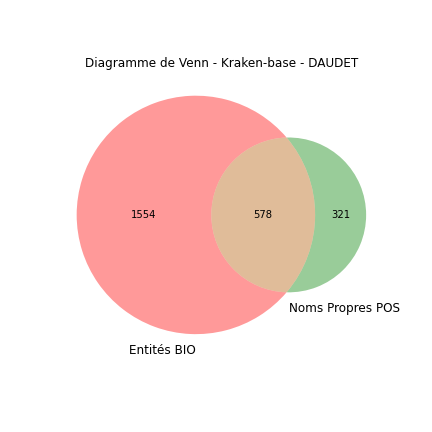 Diagramme de Venn - Kraken-base - DAUDET
1554
578
321
Noms Propres POS
Entités BIO